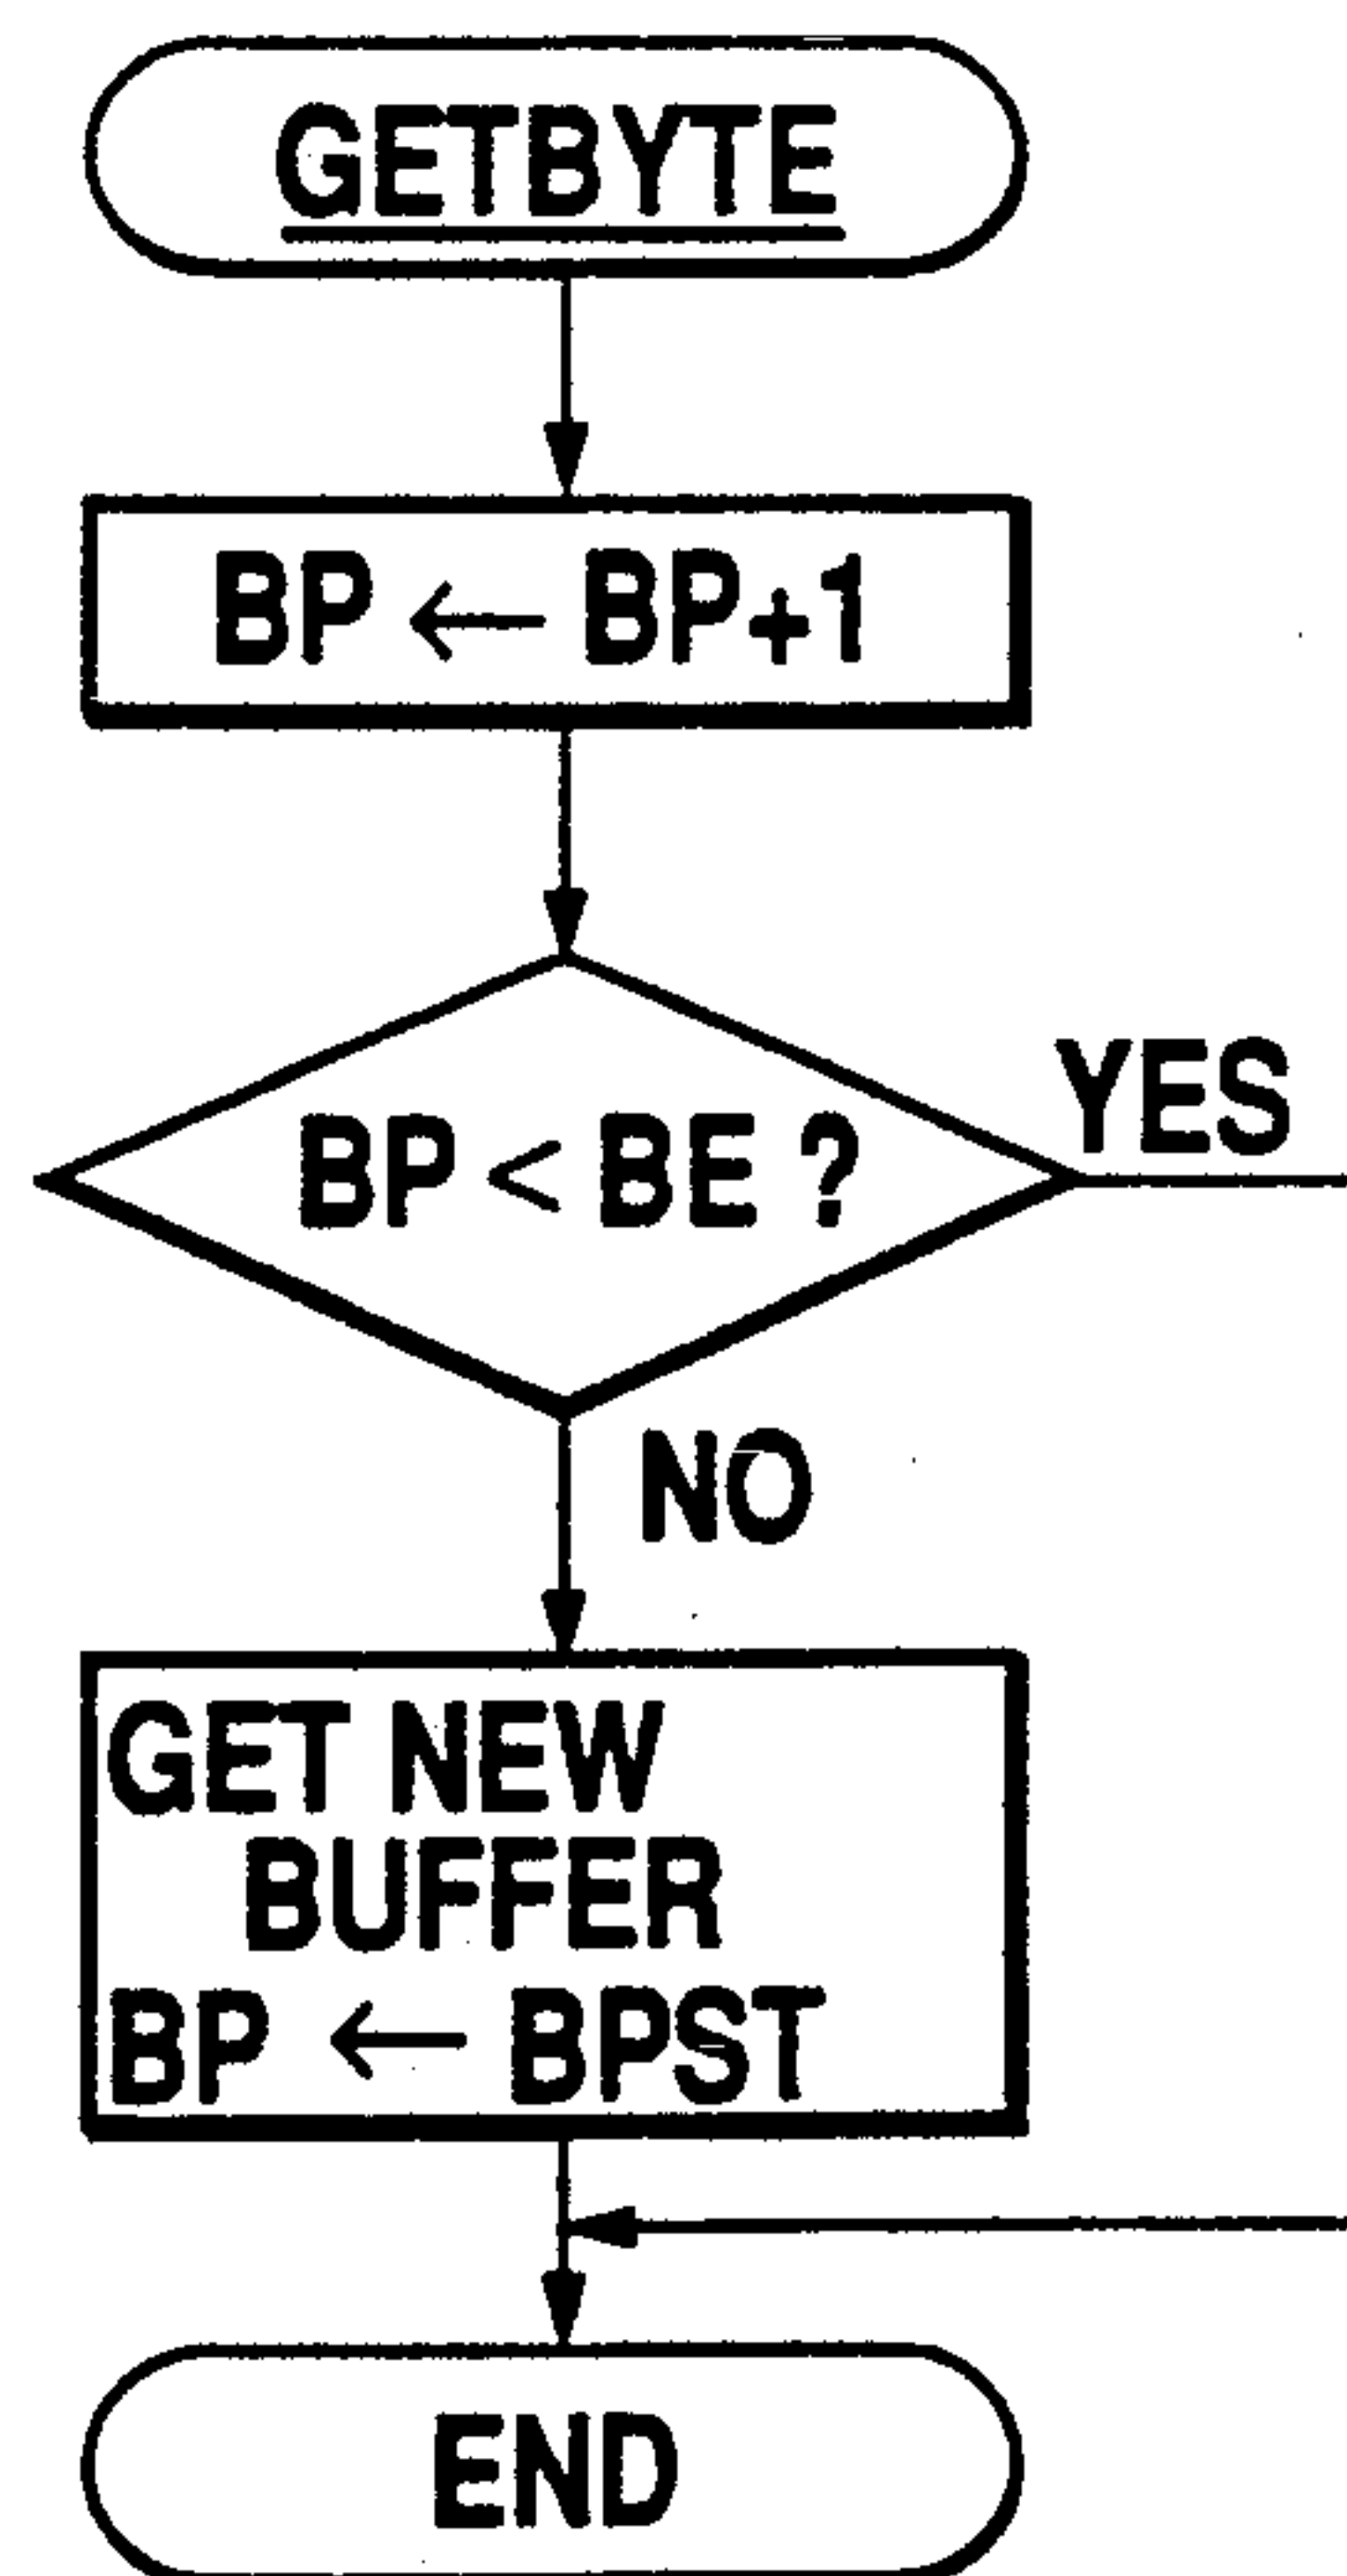 GETBYTE
BP ← BP+1
BP < BE ?
YES
NO
GET NEW
BUFFER
BP ← BPST
END